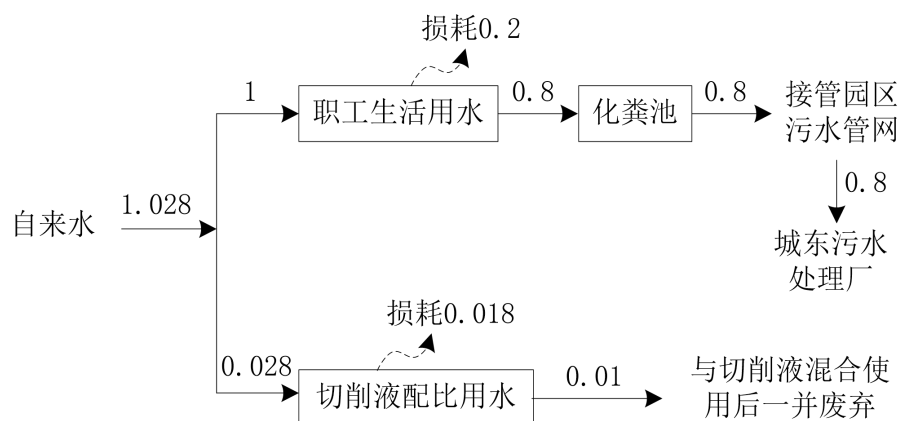 损耗0.2
1
职工生活用水
0.8
化粪池
0.8
接管园区
污水管网
0.8
城东污水
处理厂
自来水
1.028
损耗0.018
0.028
切削液配比用水
0.01
与切削液混合使
用后一并废弃